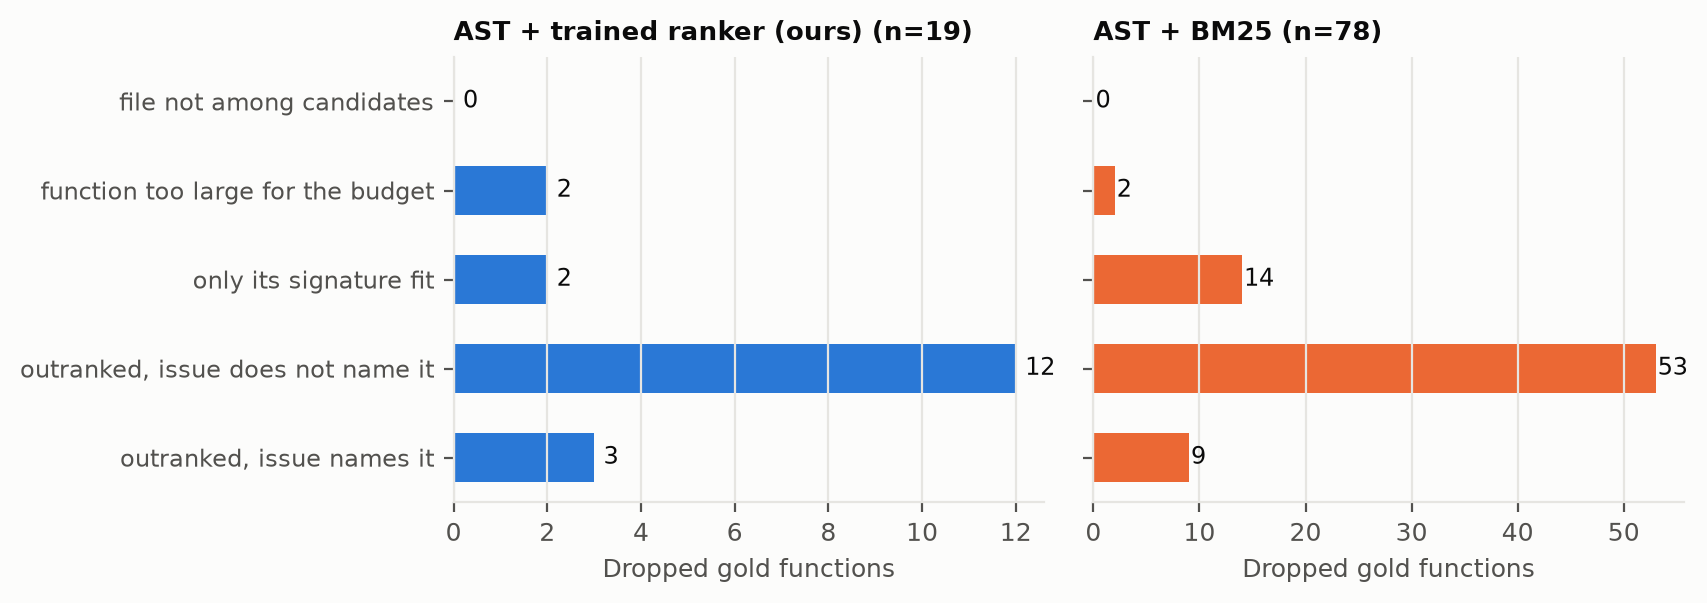 AST + trained ranker (ours) (n=19)
AST + BM25 (n=78)
file not among candidates
0
0
function too large for the budget
2
2
only its signature fit
2
14
outranked, issue does not name it
12
53
outranked, issue names it
3
9
0 2 4 6 8 10 12
0 10 20 30 40 50
Dropped gold functions
Dropped gold functions